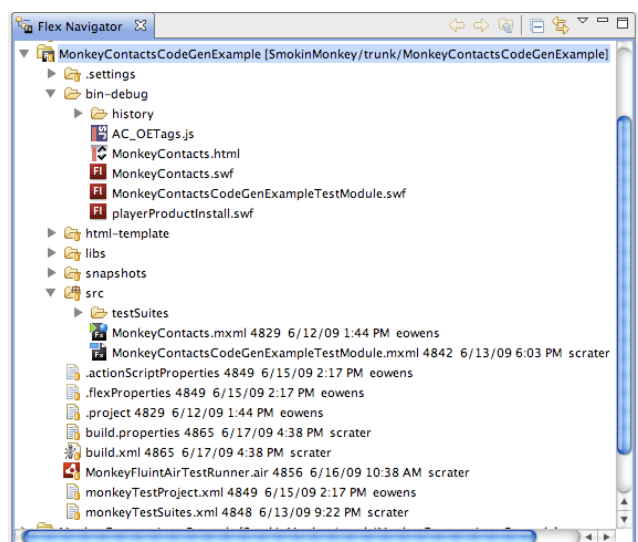 Flex Navigator
MonkeyContactsCodeGenExample [SmokinMonkey/trunk/MonkeyContactsCodeGenExample]
.settings
bin-debug
history
AC_OETags.js
MonkeyContacts.html
MonkeyContacts.swf
MonkeyContactsCodeGenExampleTestModule.swf
playerProductInstall.swf
html-template
libs
snapshots
src
testSuites
MonkeyContacts.mxml 4829 6/12/09 1:44 PM eowens
MonkeyContactsCodeGenExampleTestModule.mxml 4842 6/13/09 6:03 PM scrater
.actionScriptProperties 4849 6/15/09 2:17 PM eowens
.flexProperties 4849 6/15/09 2:17 PM eowens
.project 4829 6/12/09 1:44 PM eowens
build.properties 4865 6/17/09 4:38 PM scrater
build.xml 4865 6/17/09 4:38 PM scrater
MonkeyFluintAirTestRunner.air 4856 6/16/09 10:38 AM scrater
monkeyTestProject.xml 4849 6/15/09 2:17 PM eowens
monkeyTestSuites.xml 4848 6/13/09 9:22 PM scrater